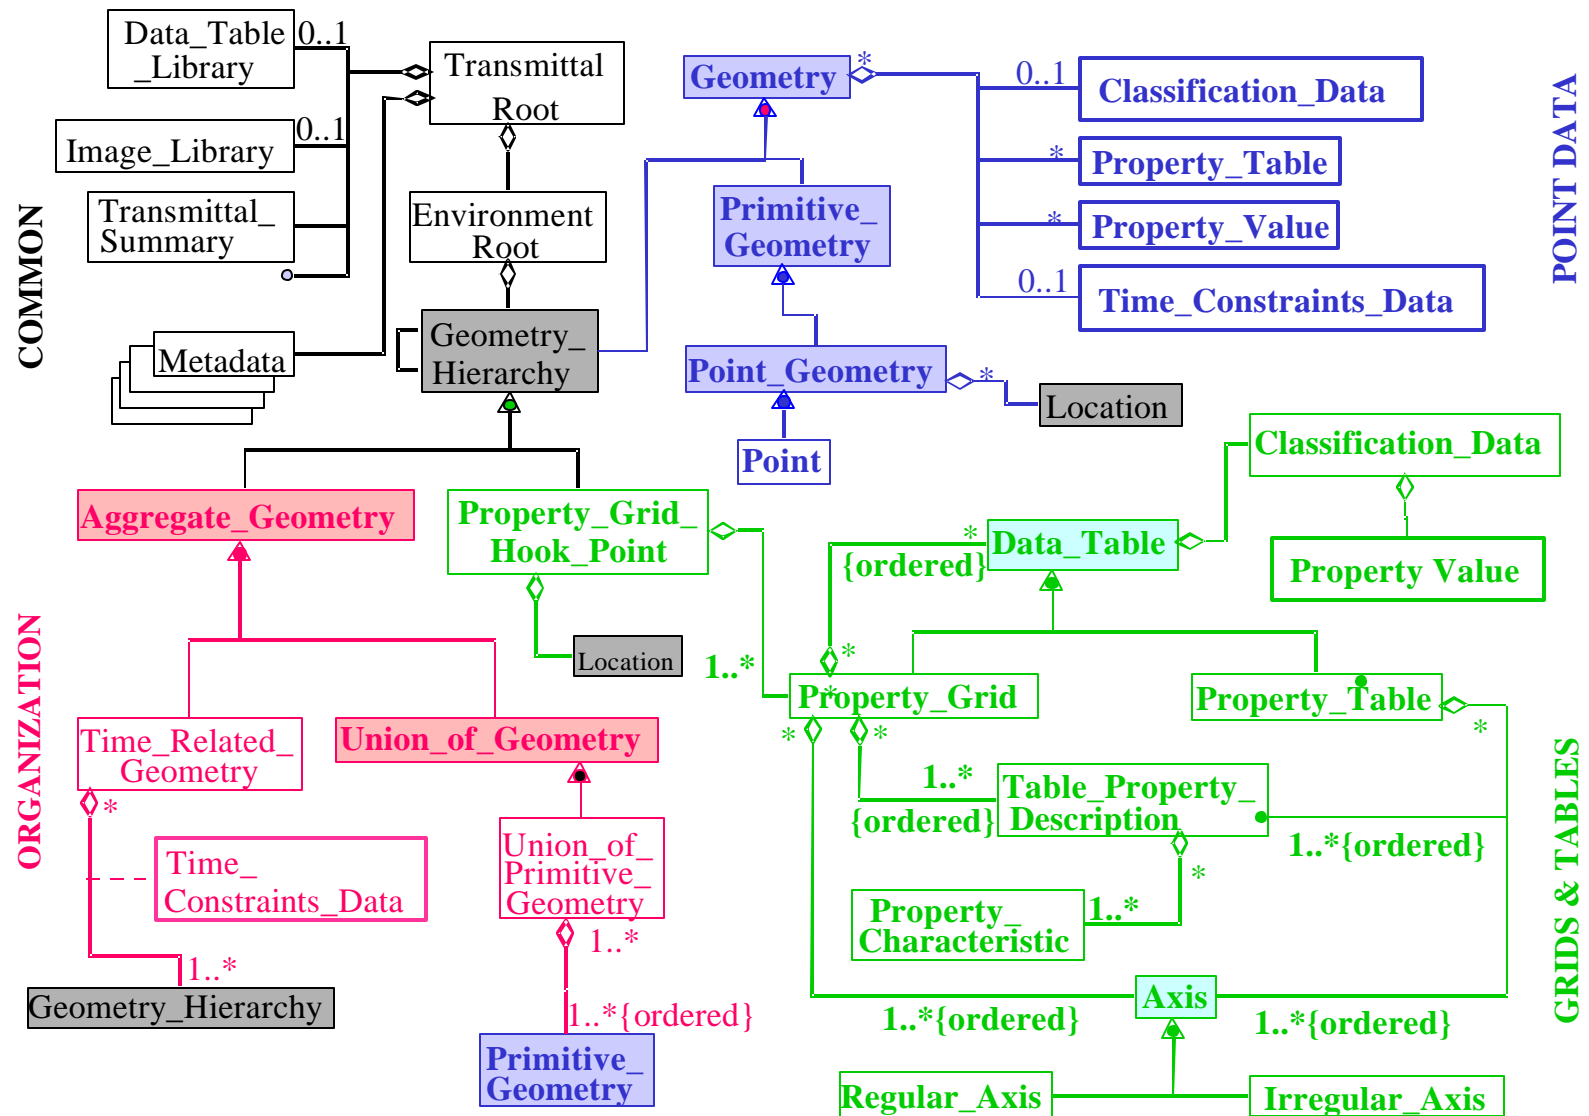 Data_Table
_Library
0..1
Transmittal
Root
Image_Library
0..1
Transmittal_
Summary
Environment
Root
COMMON
Metadata
Geometry_
Hierarchy
Geometry
*
0..1
Classification_Data
*
Property_Table
*
Property_Value
0..1
Time_Constraints_Data
POINT DATA
Primitive_
Geometry
Point_Geometry
*
Location
Point
Aggregate_Geometry
Property_Grid_
Hook_Point
Location
1..*
ORGANIZATION
Time_Related_
Geometry
*
Union_of_Geometry
Time_
Constraints_Data
1..*
Geometry_Hierarchy
Union_of_
Primitive_
Geometry
1..*
1..*{ordered}
Primitive_
Geometry
Classification_Data
Property Value
*
{ordered}
Data_Table
*
*
Property_Grid
*
*
Property_Table
*
1..*
{ordered}
Table_Property_
Description
1..*{ordered}
*
Property_
Characteristic
1..*
Axis
1..*{ordered}
1..*{ordered}
Regular_Axis
Irregular_Axis
GRIDS & TABLES